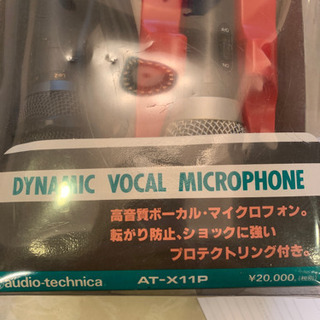 DYNAMIC VOCAL MICROPHONE
高音質ボーカル・マイクロフォン。
転がり防止、ショックに強い
プロテクトリング付き。
audio-technica AT-X11P ¥20,000